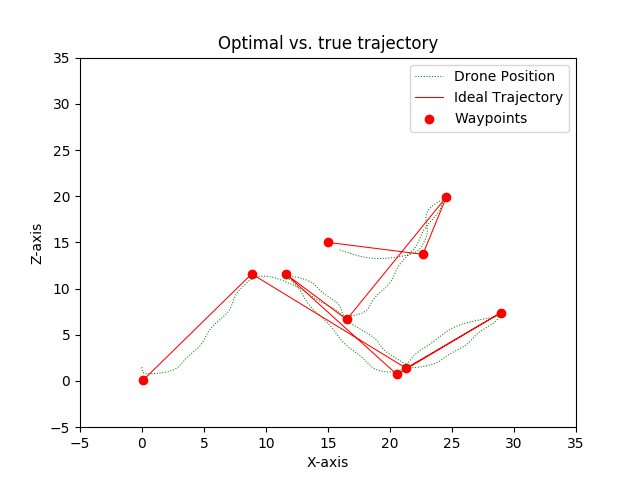 Optimal vs. true trajectory
Drone Position
Ideal Trajectory
Waypoints
Z-axis
35
30
25
20
15
10
5
0
−5
−5 0 5 10 15 20 25 30 35
X-axis